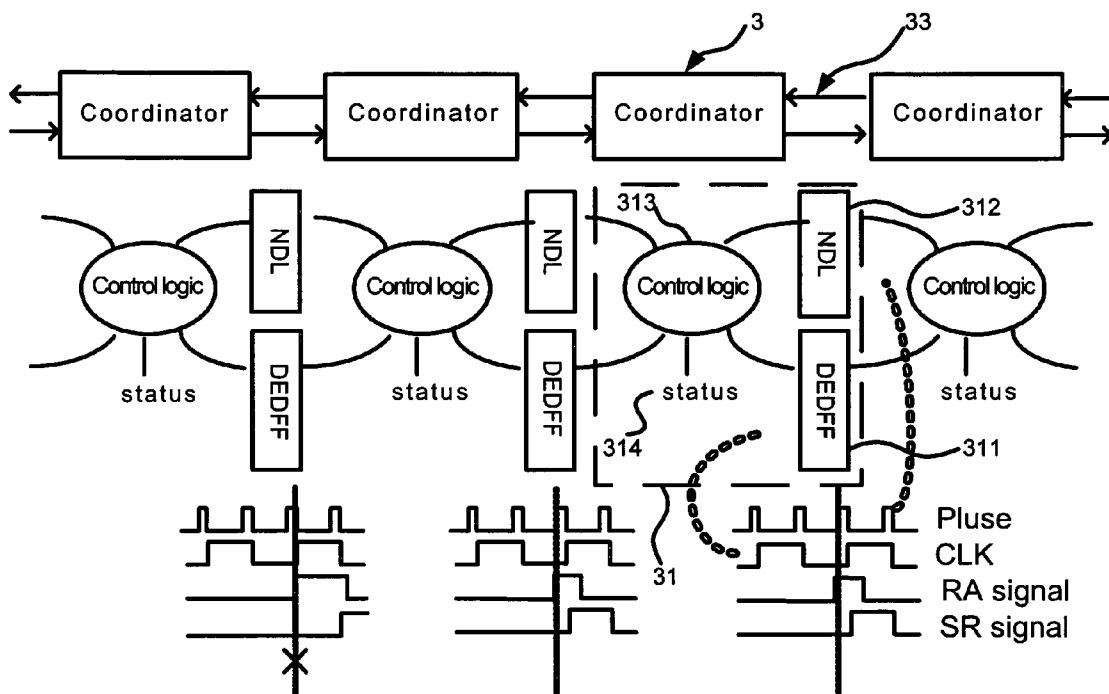 3
33
Coordinator Coordinator Coordinator Coordinator
313
312
NDL NDL NDL
Control logic Control logic Control logic Control logic
DEDFF DEDFF DEDFF
status status status
314
311
31
Pluse
CLK
RA signal
SR signal